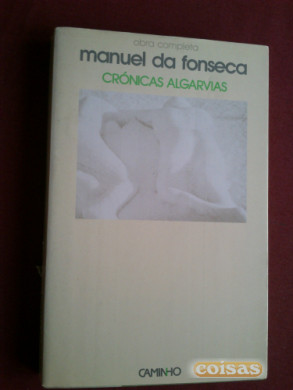 obra completa
manuel da fonseca
CRÓNICAS ALGARVIAS
CAMINHO
coisas